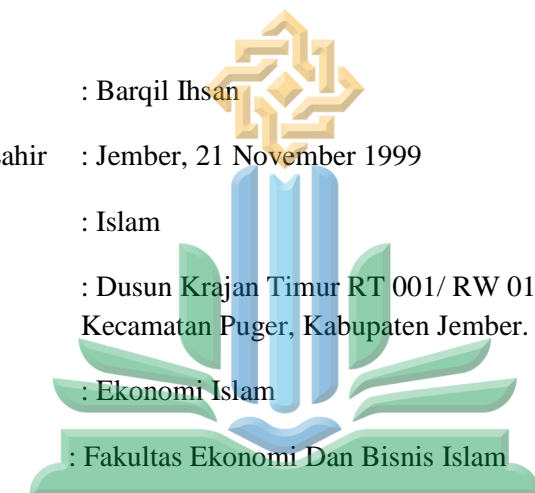 : Barqil Ihsan
ahir : Jember, 21 November 1999
: Islam
: Dusun Krajan Timur RT 001/ RW 01
Kecamatan Puger, Kabupaten Jember.
: Ekonomi Islam
: Fakultas Ekonomi Dan Bisnis Islam